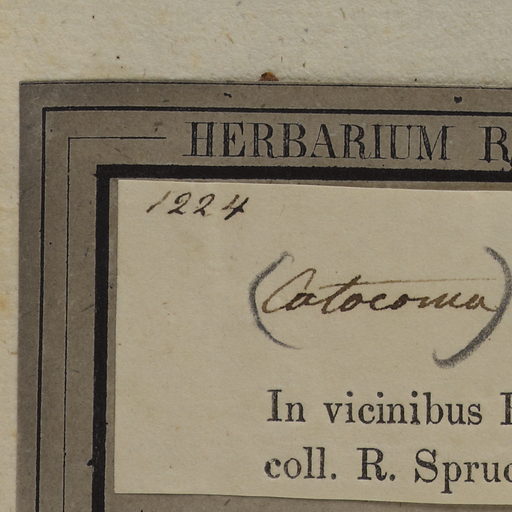 HERBARIUM R
1224
(Catocoma)
In vicinibus
coll. R. Spruc